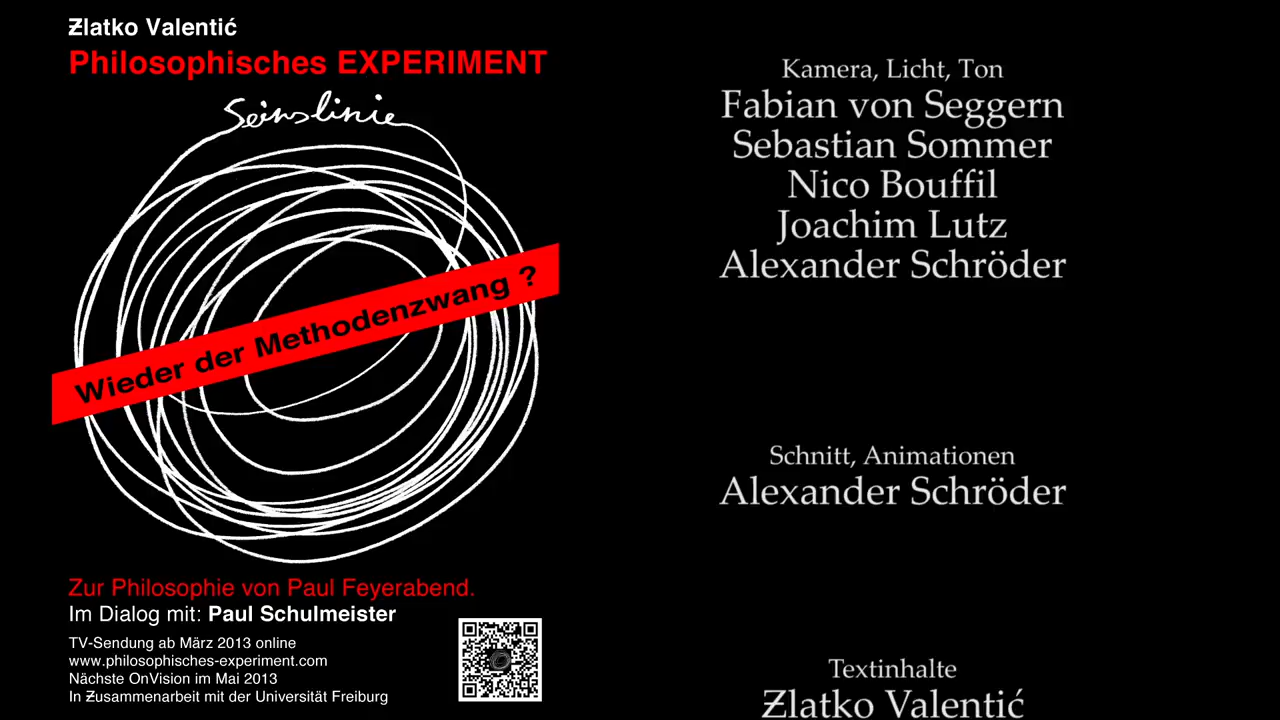 Ƶlatko Valentić
Philosophisches EXPERIMENT
Seinslinie
Wieder der Methodenzwang ?
Zur Philosophie von Paul Feyerabend.
Im Dialog mit: Paul Schulmeister
TV-Sendung ab März 2013 online
www.philosophisches-experiment.com
Nächste OnVision im Mai 2013
In Ƶusammenarbeit mit der Universität Freiburg
Kamera, Licht, Ton
Fabian von Seggern
Sebastian Sommer
Nico Bouffil
Joachim Lutz
Alexander Schröder
Schnitt, Animationen
Alexander Schröder
Textinhalte
Ƶlatko Valentić